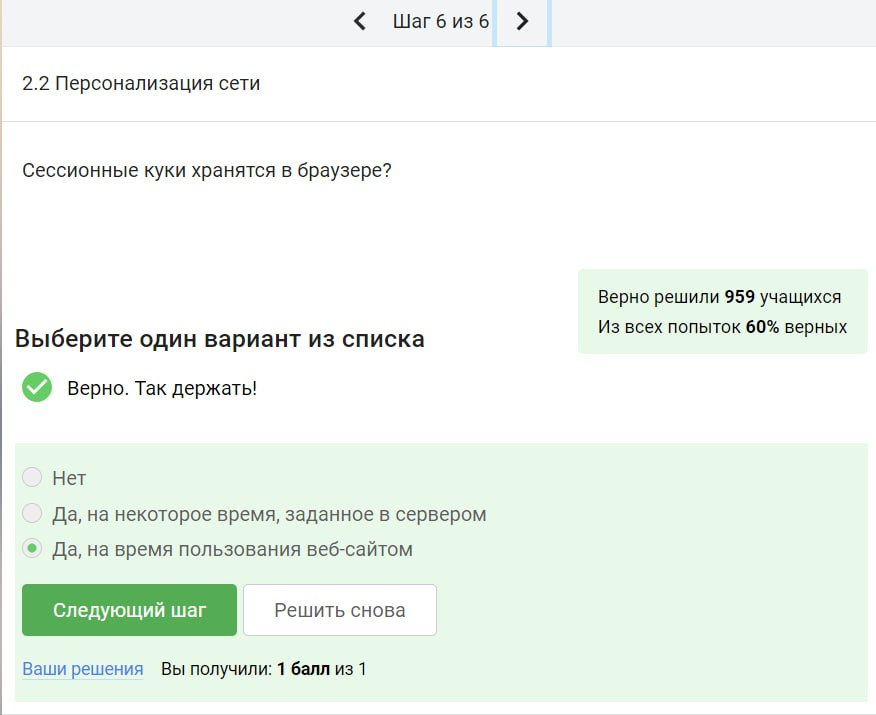 Шаг 6 из 6
2.2 Персонализация сети
Сессионные куки хранятся в браузере?
Верно решили 959 учащихся
Из всех попыток 60% верных
Выберите один вариант из списка
Верно. Так держать!
Нет
Да, на некоторое время, заданное в сервером
Да, на время пользования веб-сайтом
Следующий шаг
Решить снова
Ваши решения Вы получили: 1 балл из 1